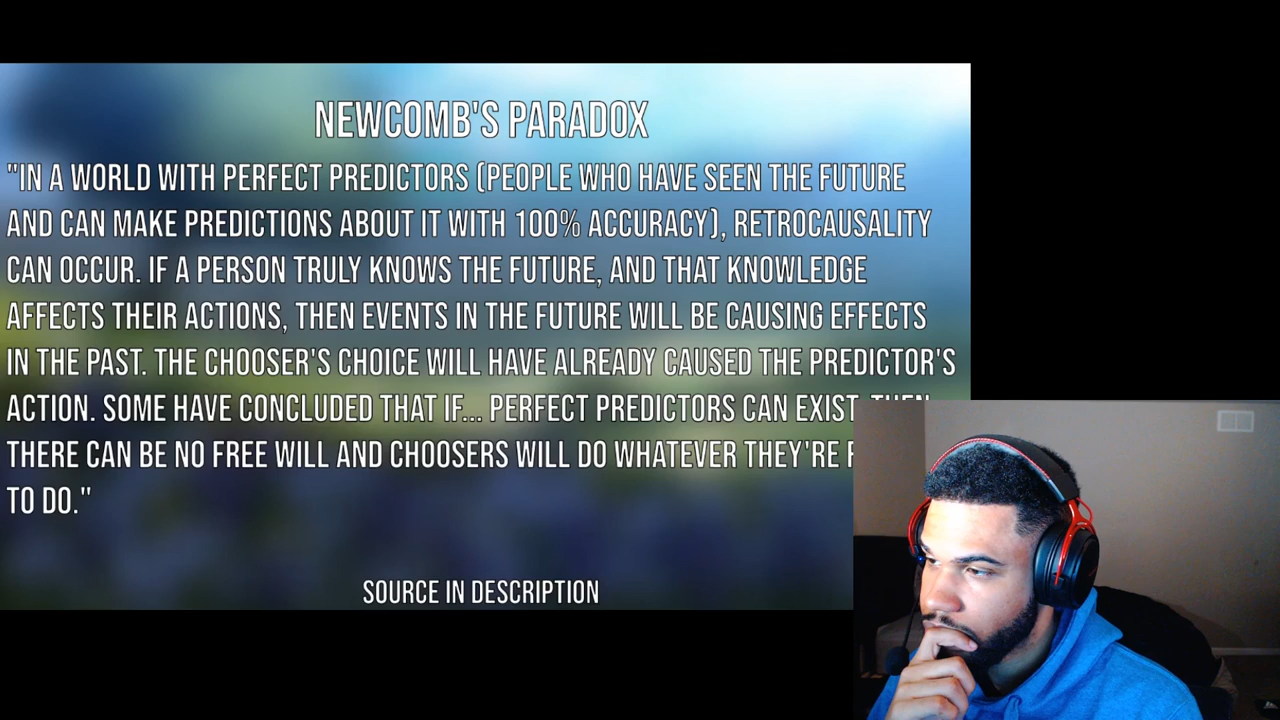 NEWCOMB'S PARADOX
"IN A WORLD WITH PERFECT PREDICTORS (PEOPLE WHO HAVE SEEN THE FUTURE
AND CAN MAKE PREDICTIONS ABOUT IT WITH 100% ACCURACY), RETROCAUSALITY
CAN OCCUR. IF A PERSON TRULY KNOWS THE FUTURE, AND THAT KNOWLEDGE
AFFECTS THEIR ACTIONS, THEN EVENTS IN THE FUTURE WILL BE CAUSING EFFECTS
IN THE PAST. THE CHOOSER'S CHOICE WILL HAVE ALREADY CAUSED THE PREDICTOR'S
ACTION. SOME HAVE CONCLUDED THAT IF... PERFECT PREDICTORS CAN EXIST, THEN
THERE CAN BE NO FREE WILL AND CHOOSERS WILL DO WHATEVER THEY'RE
TO DO."
SOURCE IN DESCRIPTION